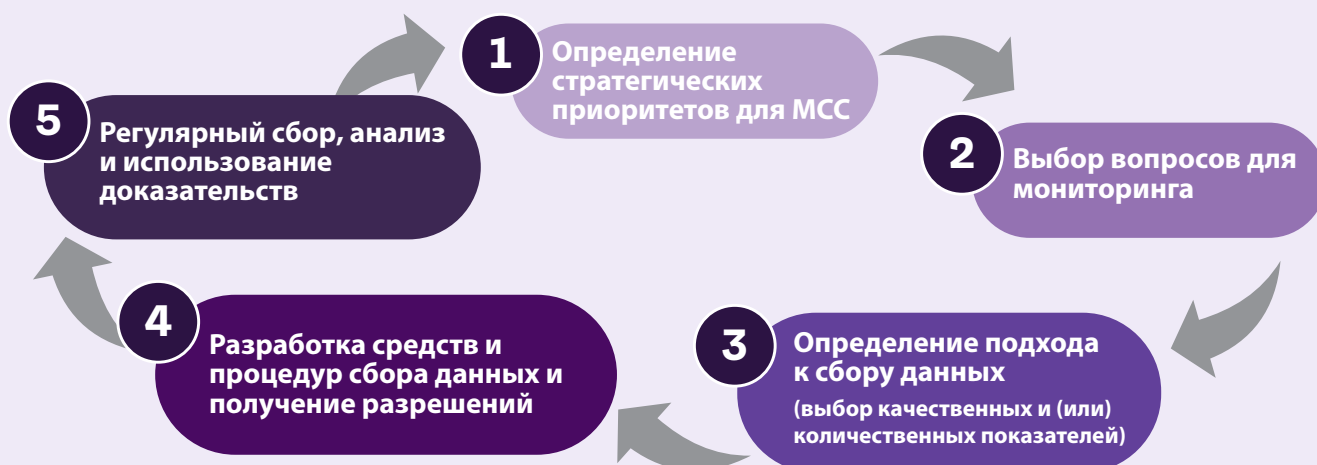 1
Определение
стратегических
приоритетов для МСС
2
Выбор вопросов для
мониторинга
3
Определение подхода
к сбору данных
(выбор качественных и (или)
количественных показателей)
4
Разработка средств и
процедур сбора данных и
получение разрешений
5
Регулярный сбор, анализ
и использование
доказательств